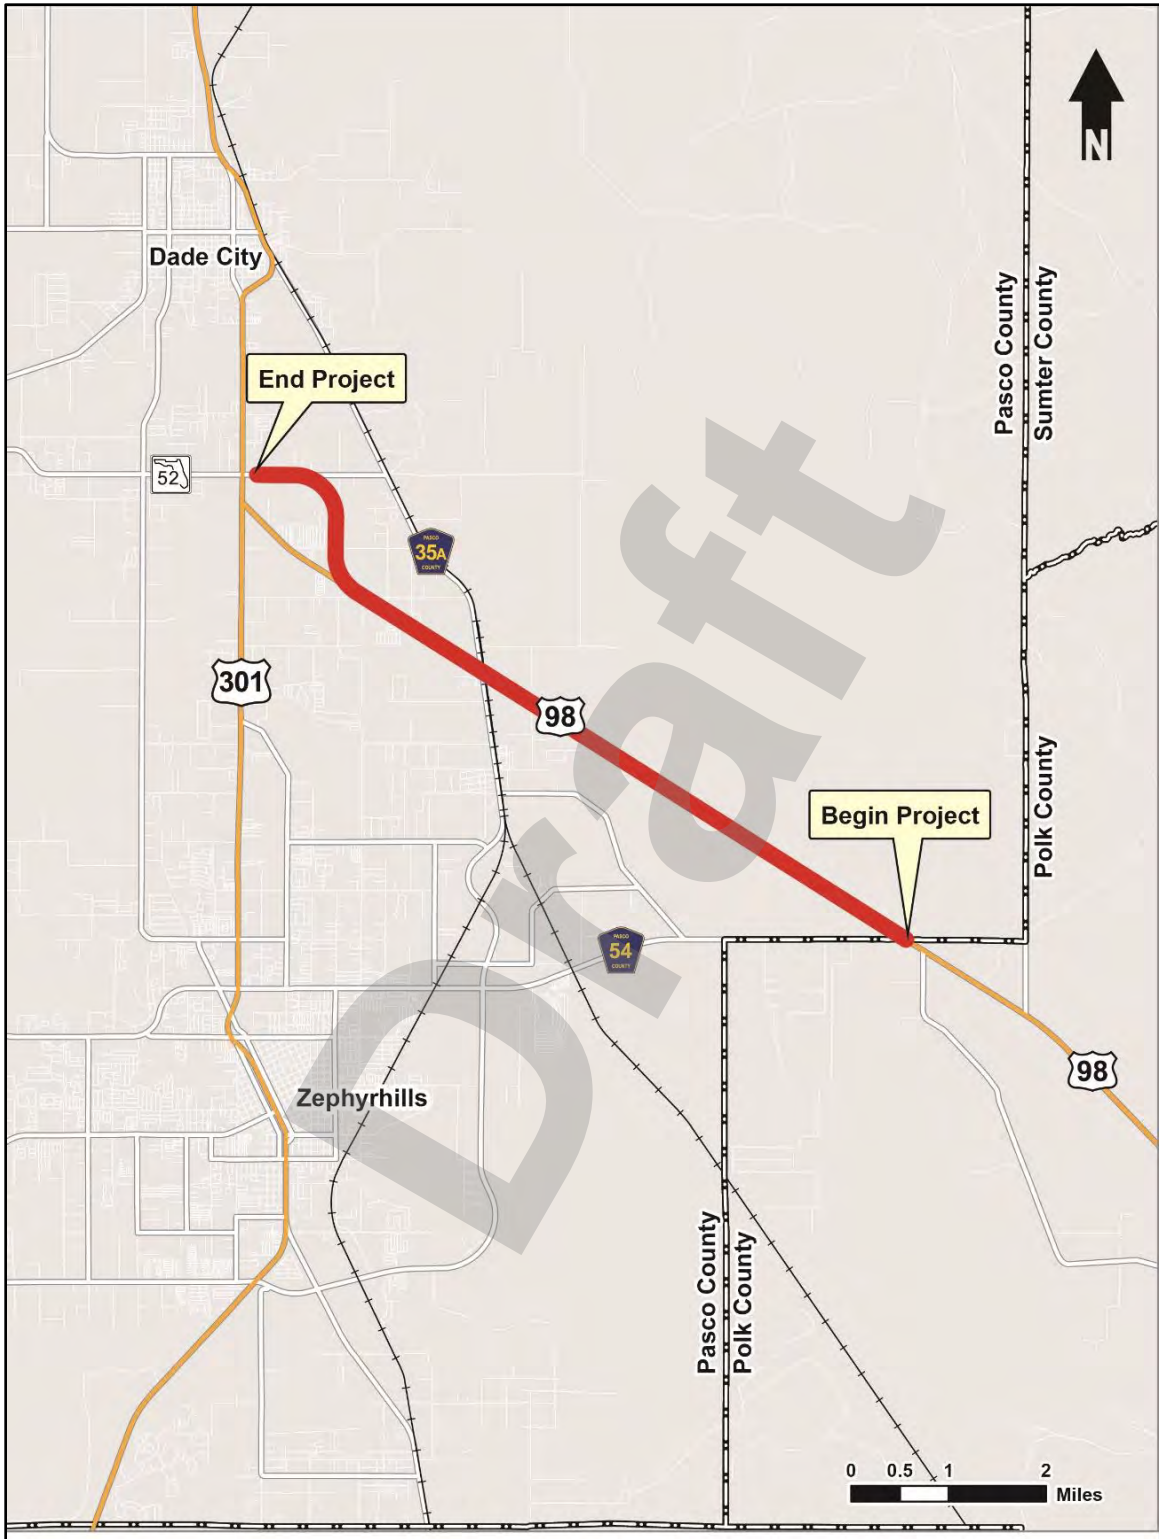 N
Dade City
Pasco County
Sumter County
End Project
52
PASCO
35A
COUNTY
301
98
Polk County
Begin Project
PASCO
54
COUNTY
98
Zephyrhills
Pasco County
Polk County
0 0.5 1 2
Miles
Draft